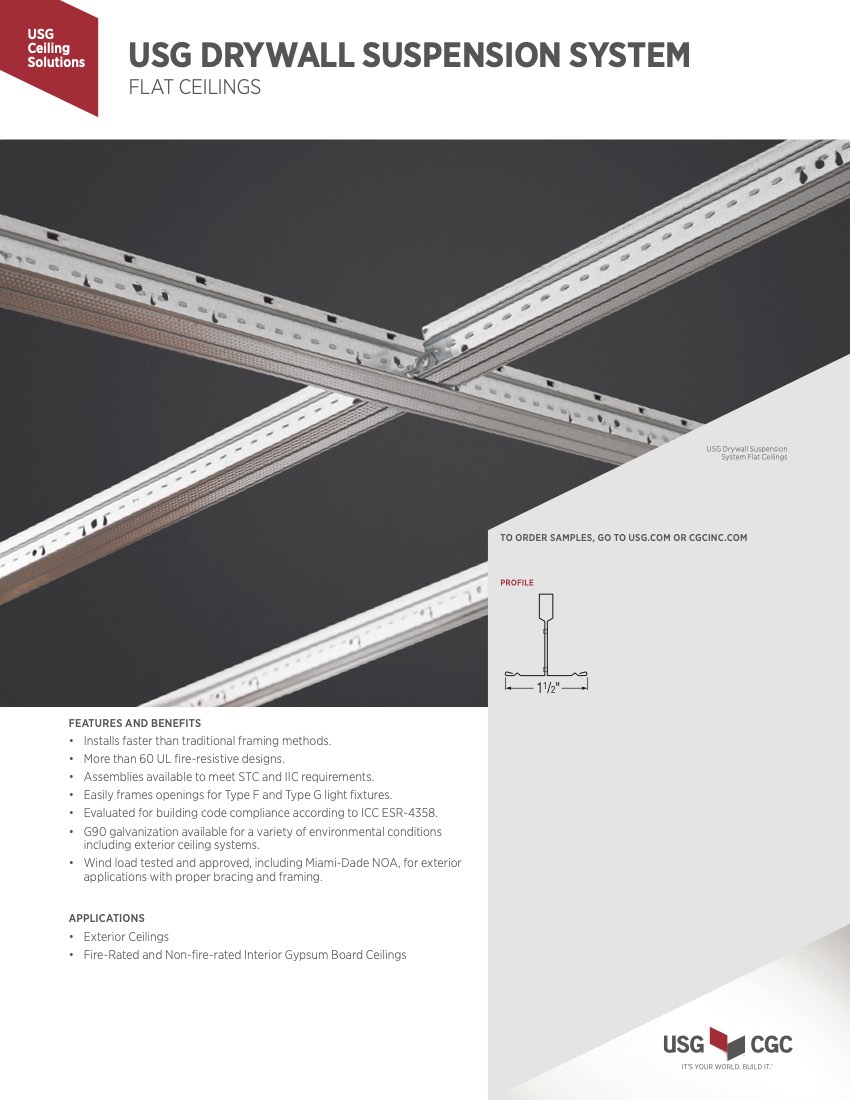 USG
Ceiling
Solutions
USG DRYWALL SUSPENSION SYSTEM
FLAT CEILINGS
USG Drywall Suspension
System Flat Ceilings
TO ORDER SAMPLES, GO TO USG.COM OR CGCINC.COM
PROFILE
1 1/2"
FEATURES AND BENEFITS
• Installs faster than traditional framing methods.
• More than 60 UL fire-resistive designs.
• Assemblies available to meet STC and IIC requirements.
• Easily frames openings for Type F and Type G light fixtures.
• Evaluated for building code compliance according to ICC ESR-4358.
• G90 galvanization available for a variety of environmental conditions
including exterior ceiling systems.
• Wind load tested and approved, including Miami-Dade NOA, for exterior
applications with proper bracing and framing.
APPLICATIONS
• Exterior Ceilings
• Fire-Rated and Non-fire-rated Interior Gypsum Board Ceilings
USG CGC
IT'S YOUR WORLD. BUILD IT.